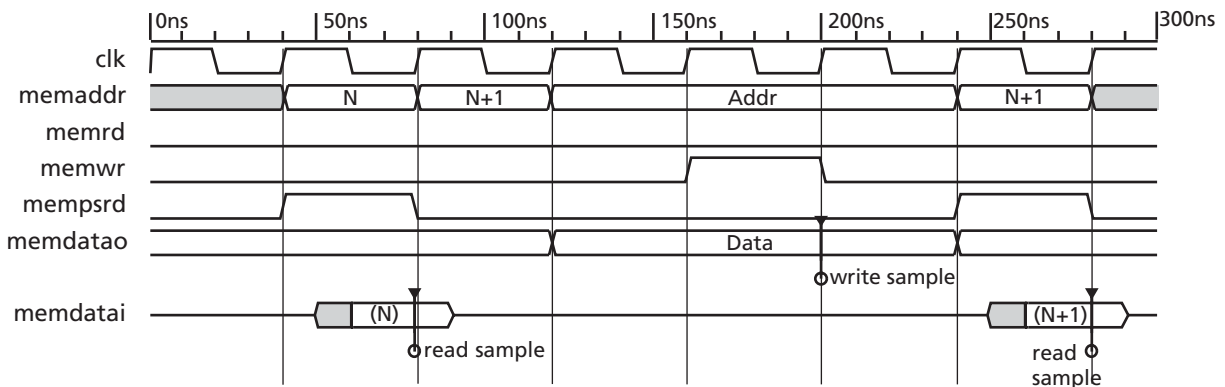 0ns 50ns 100ns 150ns 200ns 250ns 300ns
clk
memaddr N N+1 Addr N+1
memrd
memwr
mempsrd
memdatao Data
write sample
memdatai (N) (N+1)
read sample read
sample